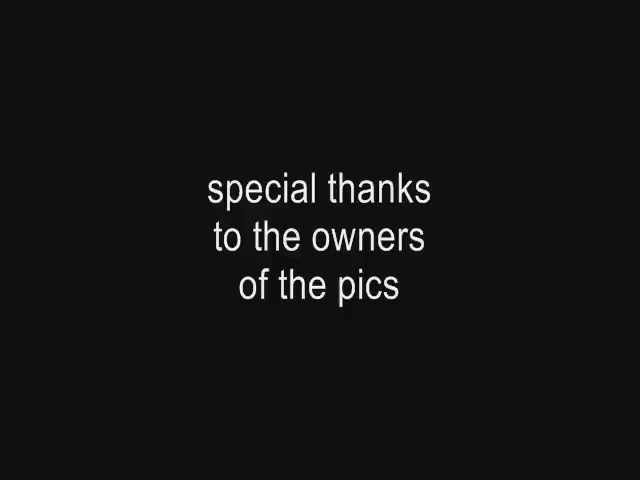 special thanks
to the owners
of the pics